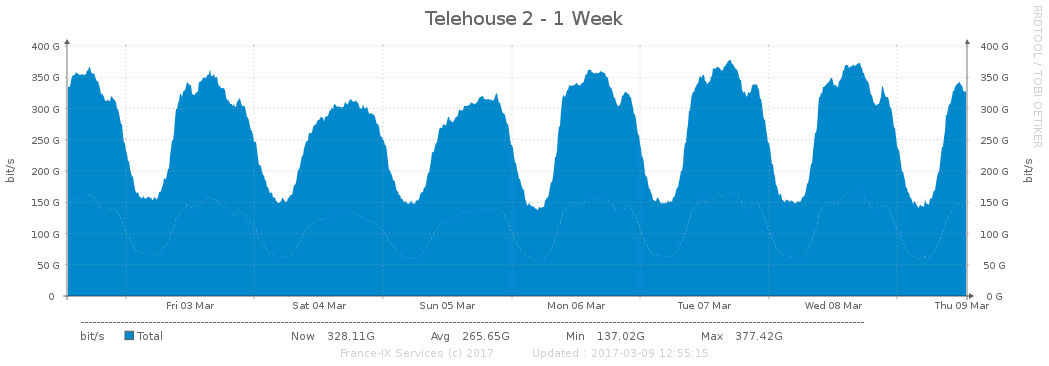 Telehouse 2 - 1 Week
RRDTOOL / TOBI OETIKER
400 G 400 G
350 G 350 G
300 G 300 G
250 G 250 G
200 G 200 G
150 G 150 G
100 G 100 G
50 G 50 G
0 0 G
bit/s
bit/s
Fri 03 Mar Sat 04 Mar Sun 05 Mar Mon 06 Mar Tue 07 Mar Wed 08 Mar Thu 09 Mar
bit/s Total Now 328.11G Avg 265.65G Min 137.02G Max 377.42G
France-IX Services (c) 2017 Updated : 2017-03-09 12:55:15